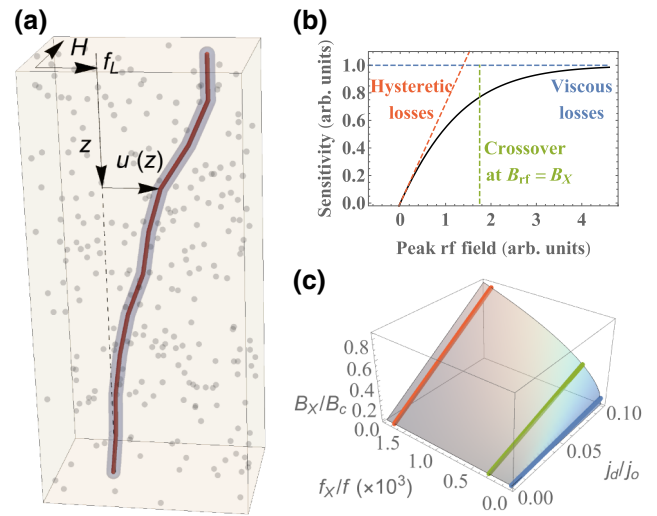 (a)
H
f_L
z
u (z)
(b)
Sensitivity (arb. units)
1.0
0.8
0.6
0.4
0.2
0.0
Hysteretic
losses
Viscous
losses
Crossover
at B_rf = B_X
0 1 2 3 4
Peak rf field (arb. units)
(c)
B_X/B_c
0.8
0.6
0.4
0.2
0.0
1.5
1.0
0.5
0.0
f_X/f (×10³)
0.00
0.05
0.10
j_d/j_o